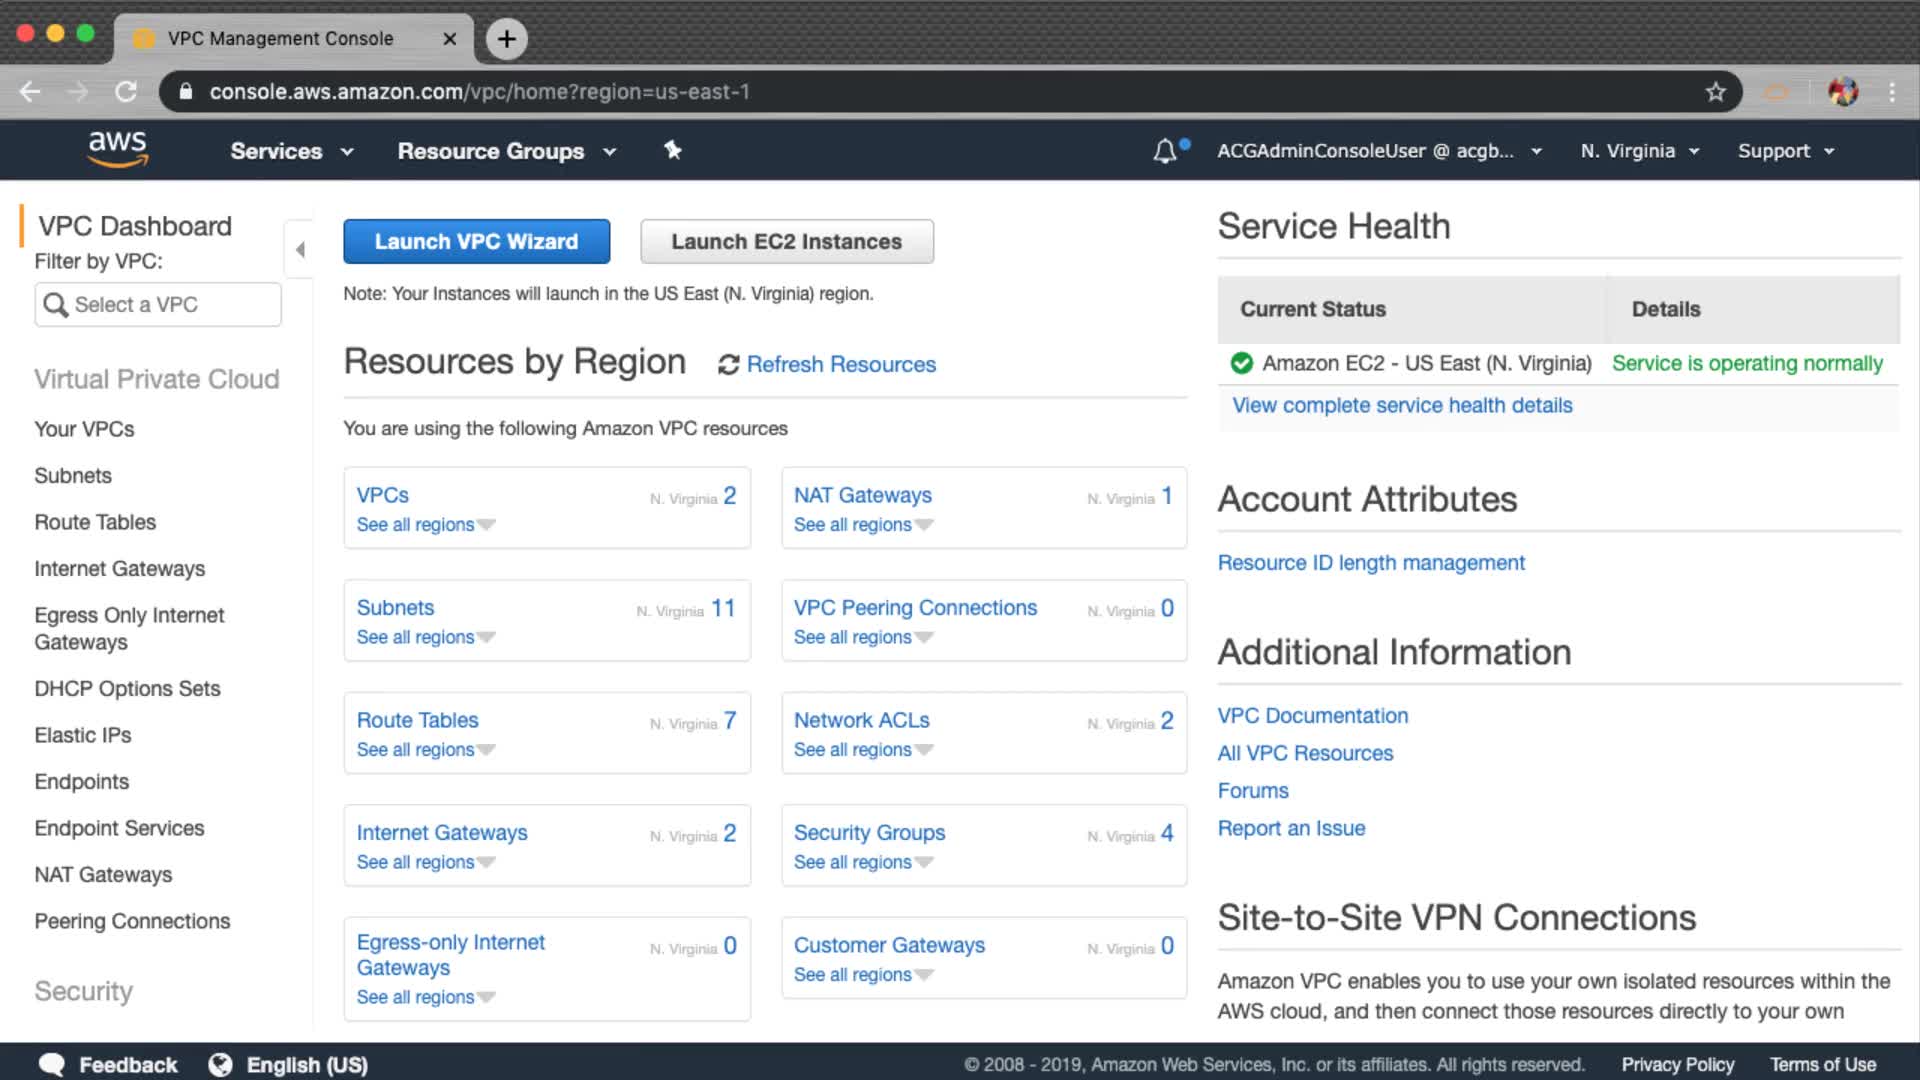 VPC Management Console
console.aws.amazon.com/vpc/home?region=us-east-1
aws
Services
Resource Groups
ACGAdminConsoleUser @ acgb...
N. Virginia
Support
VPC Dashboard
Filter by VPC:
Select a VPC
Virtual Private Cloud
Your VPCs
Subnets
Route Tables
Internet Gateways
Egress Only Internet
Gateways
DHCP Options Sets
Elastic IPs
Endpoints
Endpoint Services
NAT Gateways
Peering Connections
Security
Launch VPC Wizard
Launch EC2 Instances
Note: Your Instances will launch in the US East (N. Virginia) region.
Resources by Region
Refresh Resources
You are using the following Amazon VPC resources
VPCs
N. Virginia 2
See all regions
NAT Gateways
N. Virginia 1
See all regions
Subnets
N. Virginia 11
See all regions
VPC Peering Connections
N. Virginia 0
See all regions
Route Tables
N. Virginia 7
See all regions
Network ACLs
N. Virginia 2
See all regions
Internet Gateways
N. Virginia 2
See all regions
Security Groups
N. Virginia 4
See all regions
Egress-only Internet
Gateways
N. Virginia 0
See all regions
Customer Gateways
N. Virginia 0
See all regions
Service Health
Current Status
Details
Amazon EC2 - US East (N. Virginia)
Service is operating normally
View complete service health details
Account Attributes
Resource ID length management
Additional Information
VPC Documentation
All VPC Resources
Forums
Report an Issue
Site-to-Site VPN Connections
Amazon VPC enables you to use your own isolated resources within the
AWS cloud, and then connect those resources directly to your own
Feedback
English (US)
© 2008 - 2019, Amazon Web Services, Inc. or its affiliates. All rights reserved.
Privacy Policy
Terms of Use